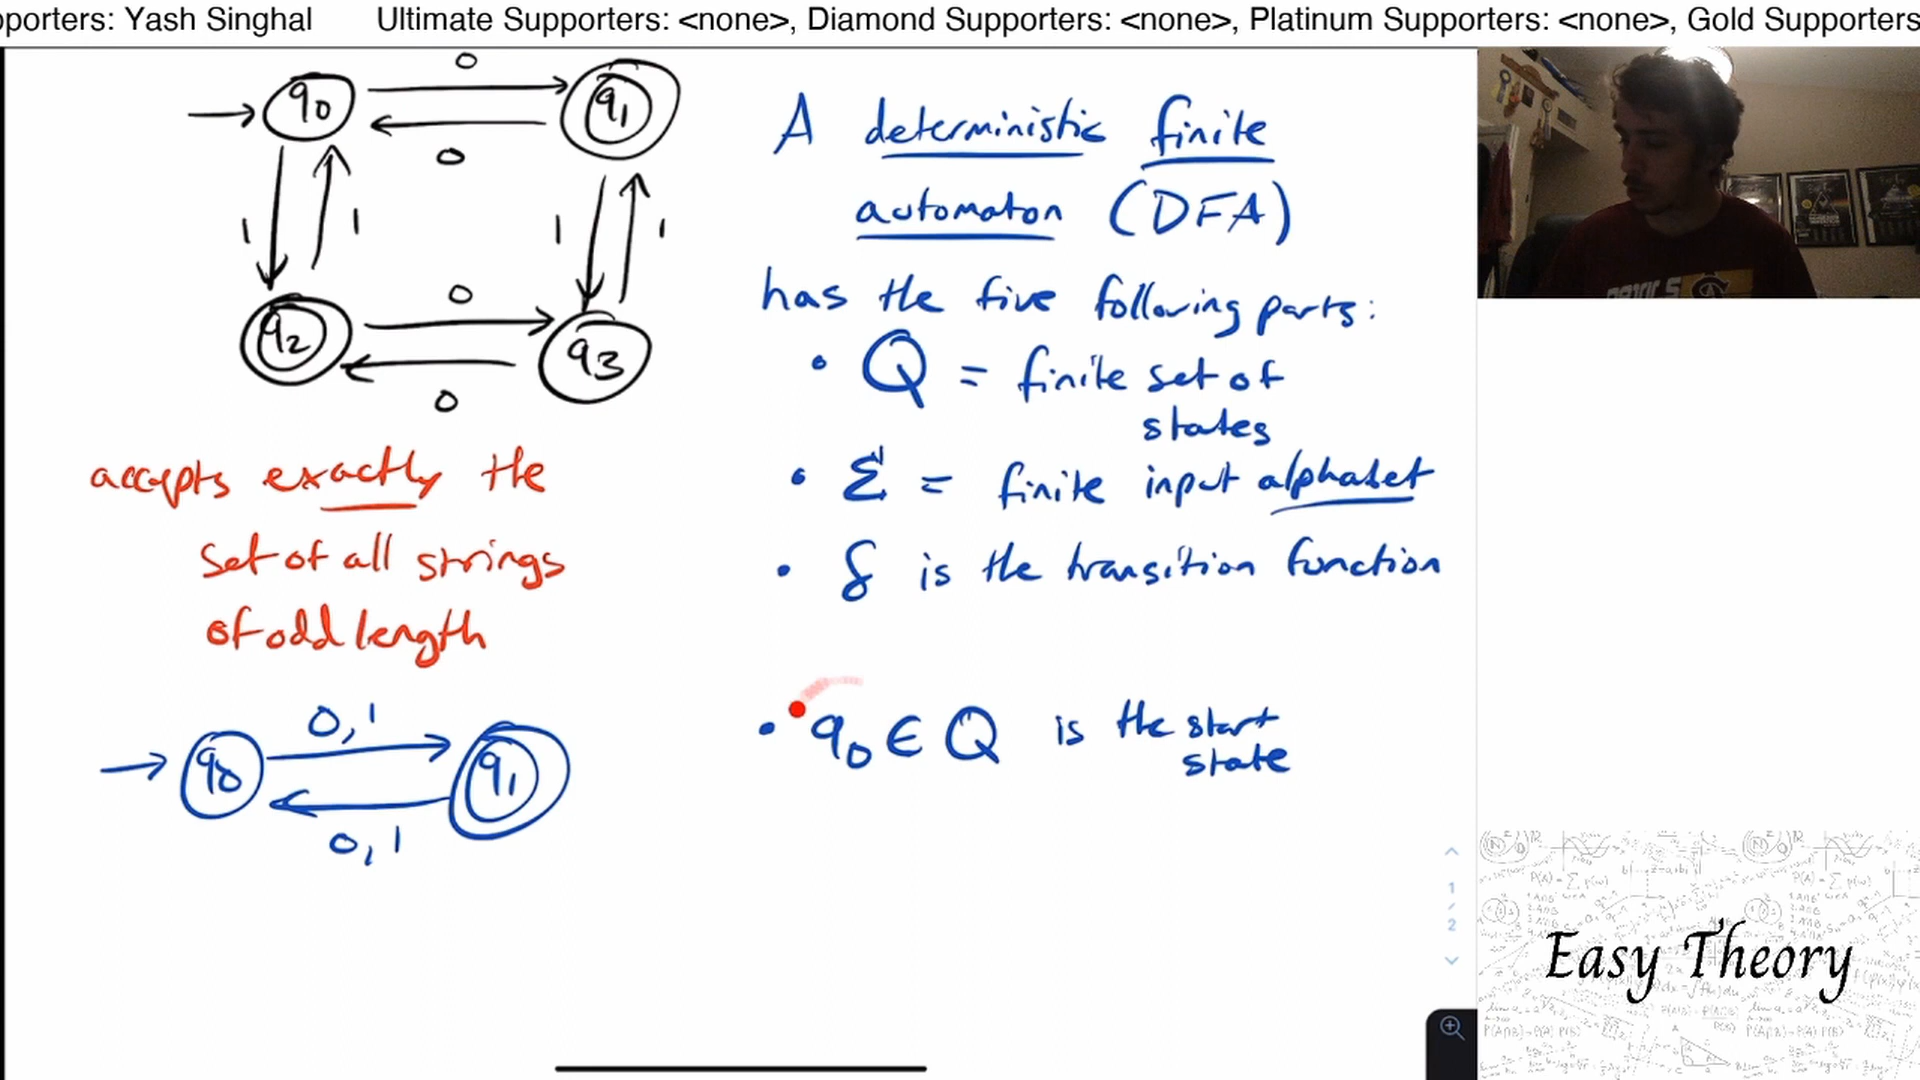 pporters: Yash Singhal Ultimate Supporters: <none>, Diamond Supporters: <none>, Platinum Supporters: <none>, Gold Supporters
0
q0 q1
0
1 1 1 1
0
q2 q3
0
accepts exactly the
set of all strings
of odd length
0,1
q0 q1
0,1
A deterministic finite
automaton (DFA)
has the five following parts:
• Q = finite set of
states
• Σ = finite input alphabet
• δ is the transition function
• q0 ∈ Q is the start
state
1
/
2
Easy Theory